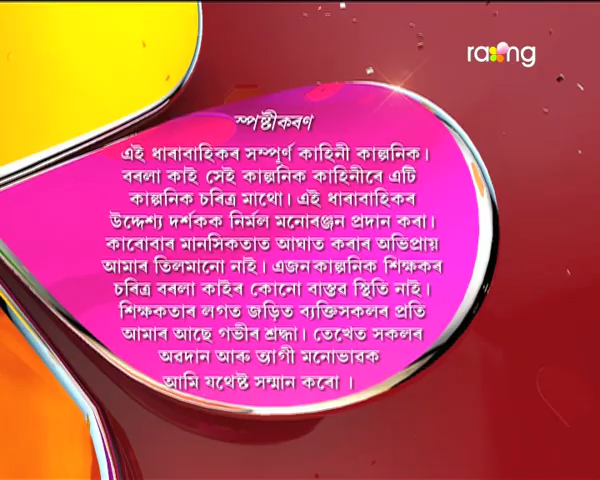 rang
স্পষ্টীকৰণ
এই ধাৰাবাহিকৰ সম্পূৰ্ণ কাহিনী কাল্পনিক।
বৰলা কাই সেই কাল্পনিক কাহিনীৰে এটি
কাল্পনিক চৰিত্ৰ মাথো। এই ধাৰাবাহিকৰ
উদ্দেশ্য দৰ্শকক নিৰ্মল মনোৰঞ্জন প্ৰদান কৰা।
কাৰোবাৰ মানসিকতাত আঘাত কৰাৰ অভিপ্ৰায়
আমাৰ তিলমানো নাই। এজন কাল্পনিক শিক্ষকৰ
চৰিত্ৰ বৰলা কাইৰ কোনো বাস্তৱ স্থিতি নাই।
শিক্ষকতাৰ লগত জড়িত ব্যক্তিসকলৰ প্ৰতি
আমাৰ আছে গভীৰ শ্ৰদ্ধা। তেখেত সকলৰ
অৱদান আৰু ত্যাগী মনোভাৱক
আমি যথেষ্ট সন্মান কৰো ।